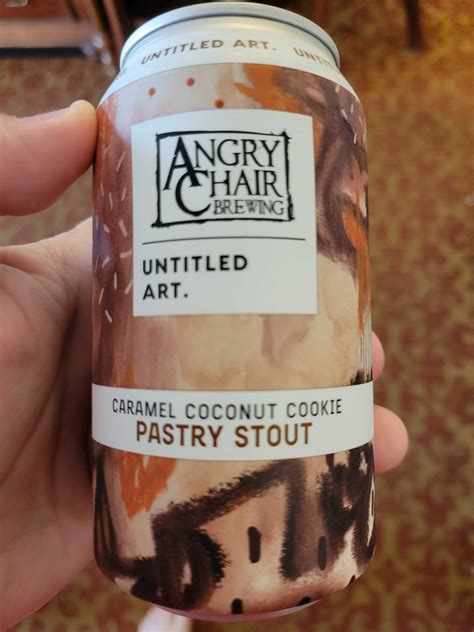 UNTITLED ART.
ANGRY
CHAIR
BREWING
UNTITLED
ART.
CARAMEL COCONUT COOKIE
PASTRY STOUT